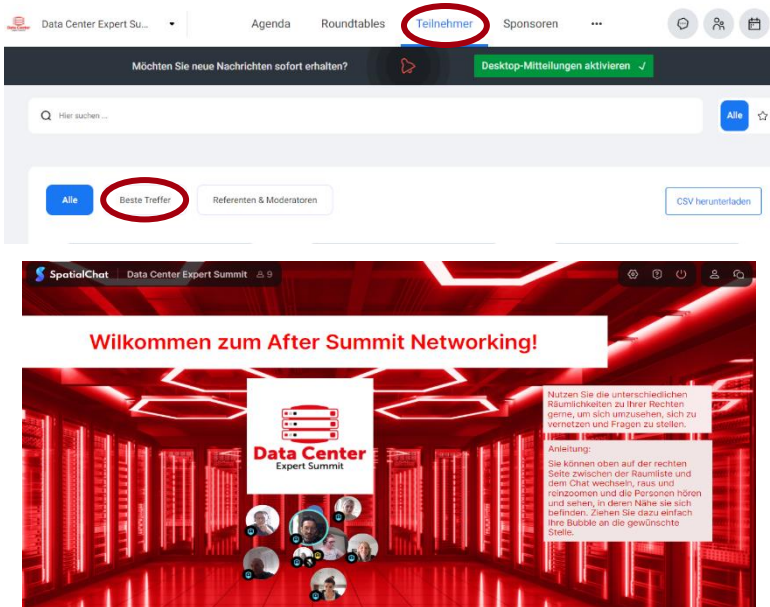 Data Center Expert Su...
Agenda
Roundtables
Teilnehmer
Sponsoren
Möchten Sie neue Nachrichten sofort erhalten?
Desktop-Mitteilungen aktivieren
Hier suchen ...
Alle
Alle
Beste Treffer
Referenten & Moderatoren
CSV herunterladen
SpatialChat
Data Center Expert Summit
9
Wilkommen zum After Summit Networking!
Data Center
Expert Summit
Nutzen Sie die unterschiedlichen
Räumlichkeiten zu Ihrer Rechten
gerne, um sich umzusehen, sich zu
vernetzen und Fragen zu stellen.
Anleitung:
Sie können oben auf der rechten
Seite zwischen der Raumliste und
dem Chat wechseln, raus und
reinzoomen und die Personen hören
und sehen, in deren Nähe sie sich
befinden. Ziehen Sie dazu einfach
Ihre Bubble an die gewünschte
Stelle.